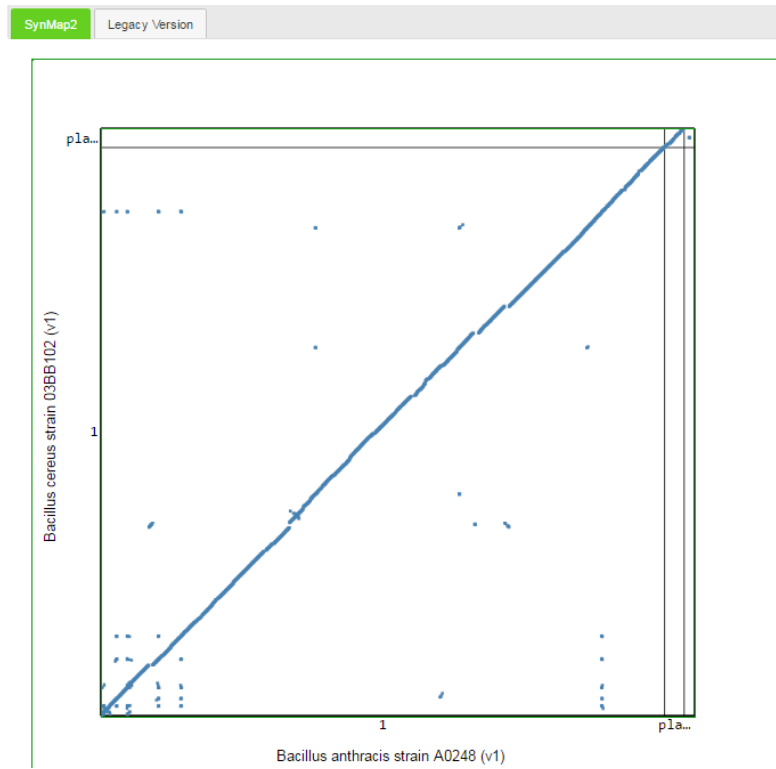 SynMap2 Legacy Version
pla…
Bacillus cereus strain 03BB102 (v1)
1
1 pla…
Bacillus anthracis strain A0248 (v1)